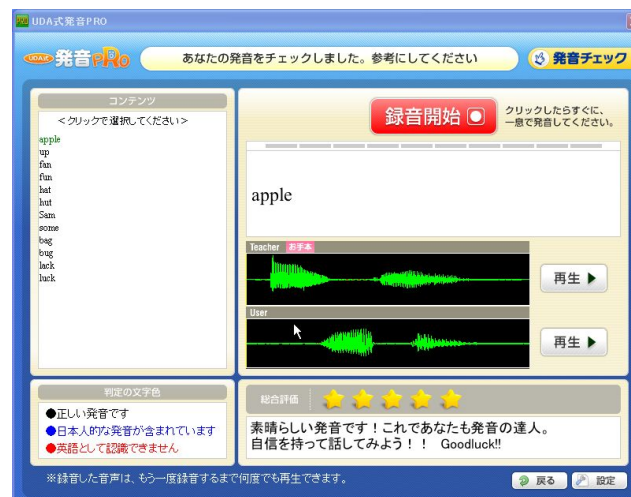 UDA式発音PRO
UDA式 発音PRO
あなたの発音をチェックしました。参考にしてください
発音チェック
コンテンツ
＜クリックで選択してください＞
apple
up
fan
fun
hat
hut
Sam
some
bag
bug
lack
luck
録音開始
クリックしたらすぐに、
一息で発音してください。
apple
Teacher お手本
再生
User
再生
判定の文字色
●正しい発音です
●日本人的な発音が含まれています
●英語として認識できません
総合評価
素晴らしい発音です！これであなたも発音の達人。
自信を持って話してみよう！！ Goodluck!!
※録音した音声は、もう一度録音するまで何度でも再生できます。
戻る
設定